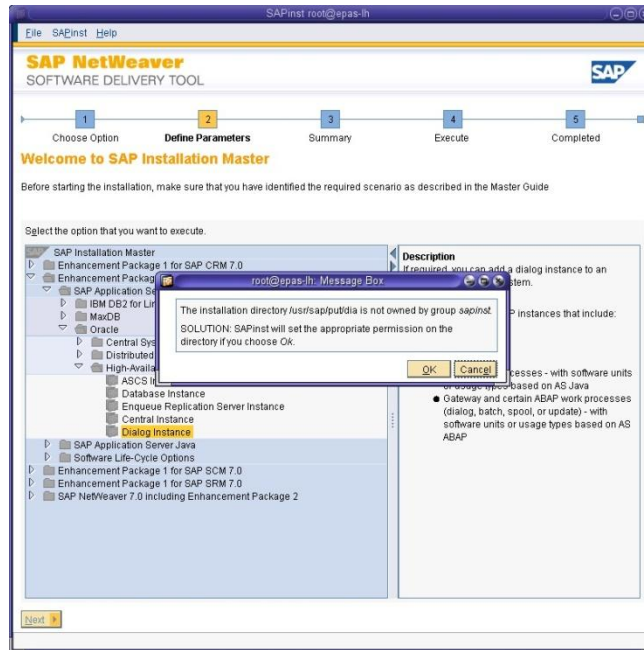 SAPinst root@epas-lh
File SAPinst Help
SAP NetWeaver
SOFTWARE DELIVERY TOOL
SAP
1 2 3 4 5
Choose Option Define Parameters Summary Execute Completed
Welcome to SAP Installation Master
Before starting the installation, make sure that you have identified the required scenario as described in the Master Guide
Select the option that you want to execute.
SAP Installation Master
Enhancement Package 1 for SAP CRM 7.0
Enhancement Packag
SAP Application Se
IBM DB2 for Lin
MaxDB
Oracle
Central Sys
Distributed
High-Availa
ASCS I
Database Instance
Enqueue Replication Server Instance
Central Instance
Dialog Instance
SAP Application Server Java
Software Life-Cycle Options
Enhancement Package 1 for SAP SCM 7.0
Enhancement Package 1 for SAP SRM 7.0
SAP NetWeaver 7.0 including Enhancement Package 2
Description
If required, you can add a dialog instance to an
stem.
instances that include:
cesses - with software units
or usage types based on AS Java
Gateway and certain ABAP work processes
(dialog, batch, spool, or update) - with
software units or usage types based on AS
ABAP
root@epas-lh: Message Box
The installation directory /usr/sap/put/dia is not owned by group sapinst.
SOLUTION: SAPinst will set the appropriate permission on the
directory if you choose Ok.
OK Cancel
Next